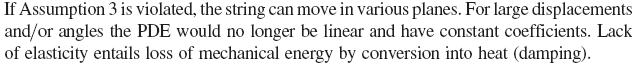 If Assumption 3 is violated, the string can move in various planes. For large displacements
and/or angles the PDE would no longer be linear and have constant coefficients. Lack
of elasticity entails loss of mechanical energy by conversion into heat (damping).